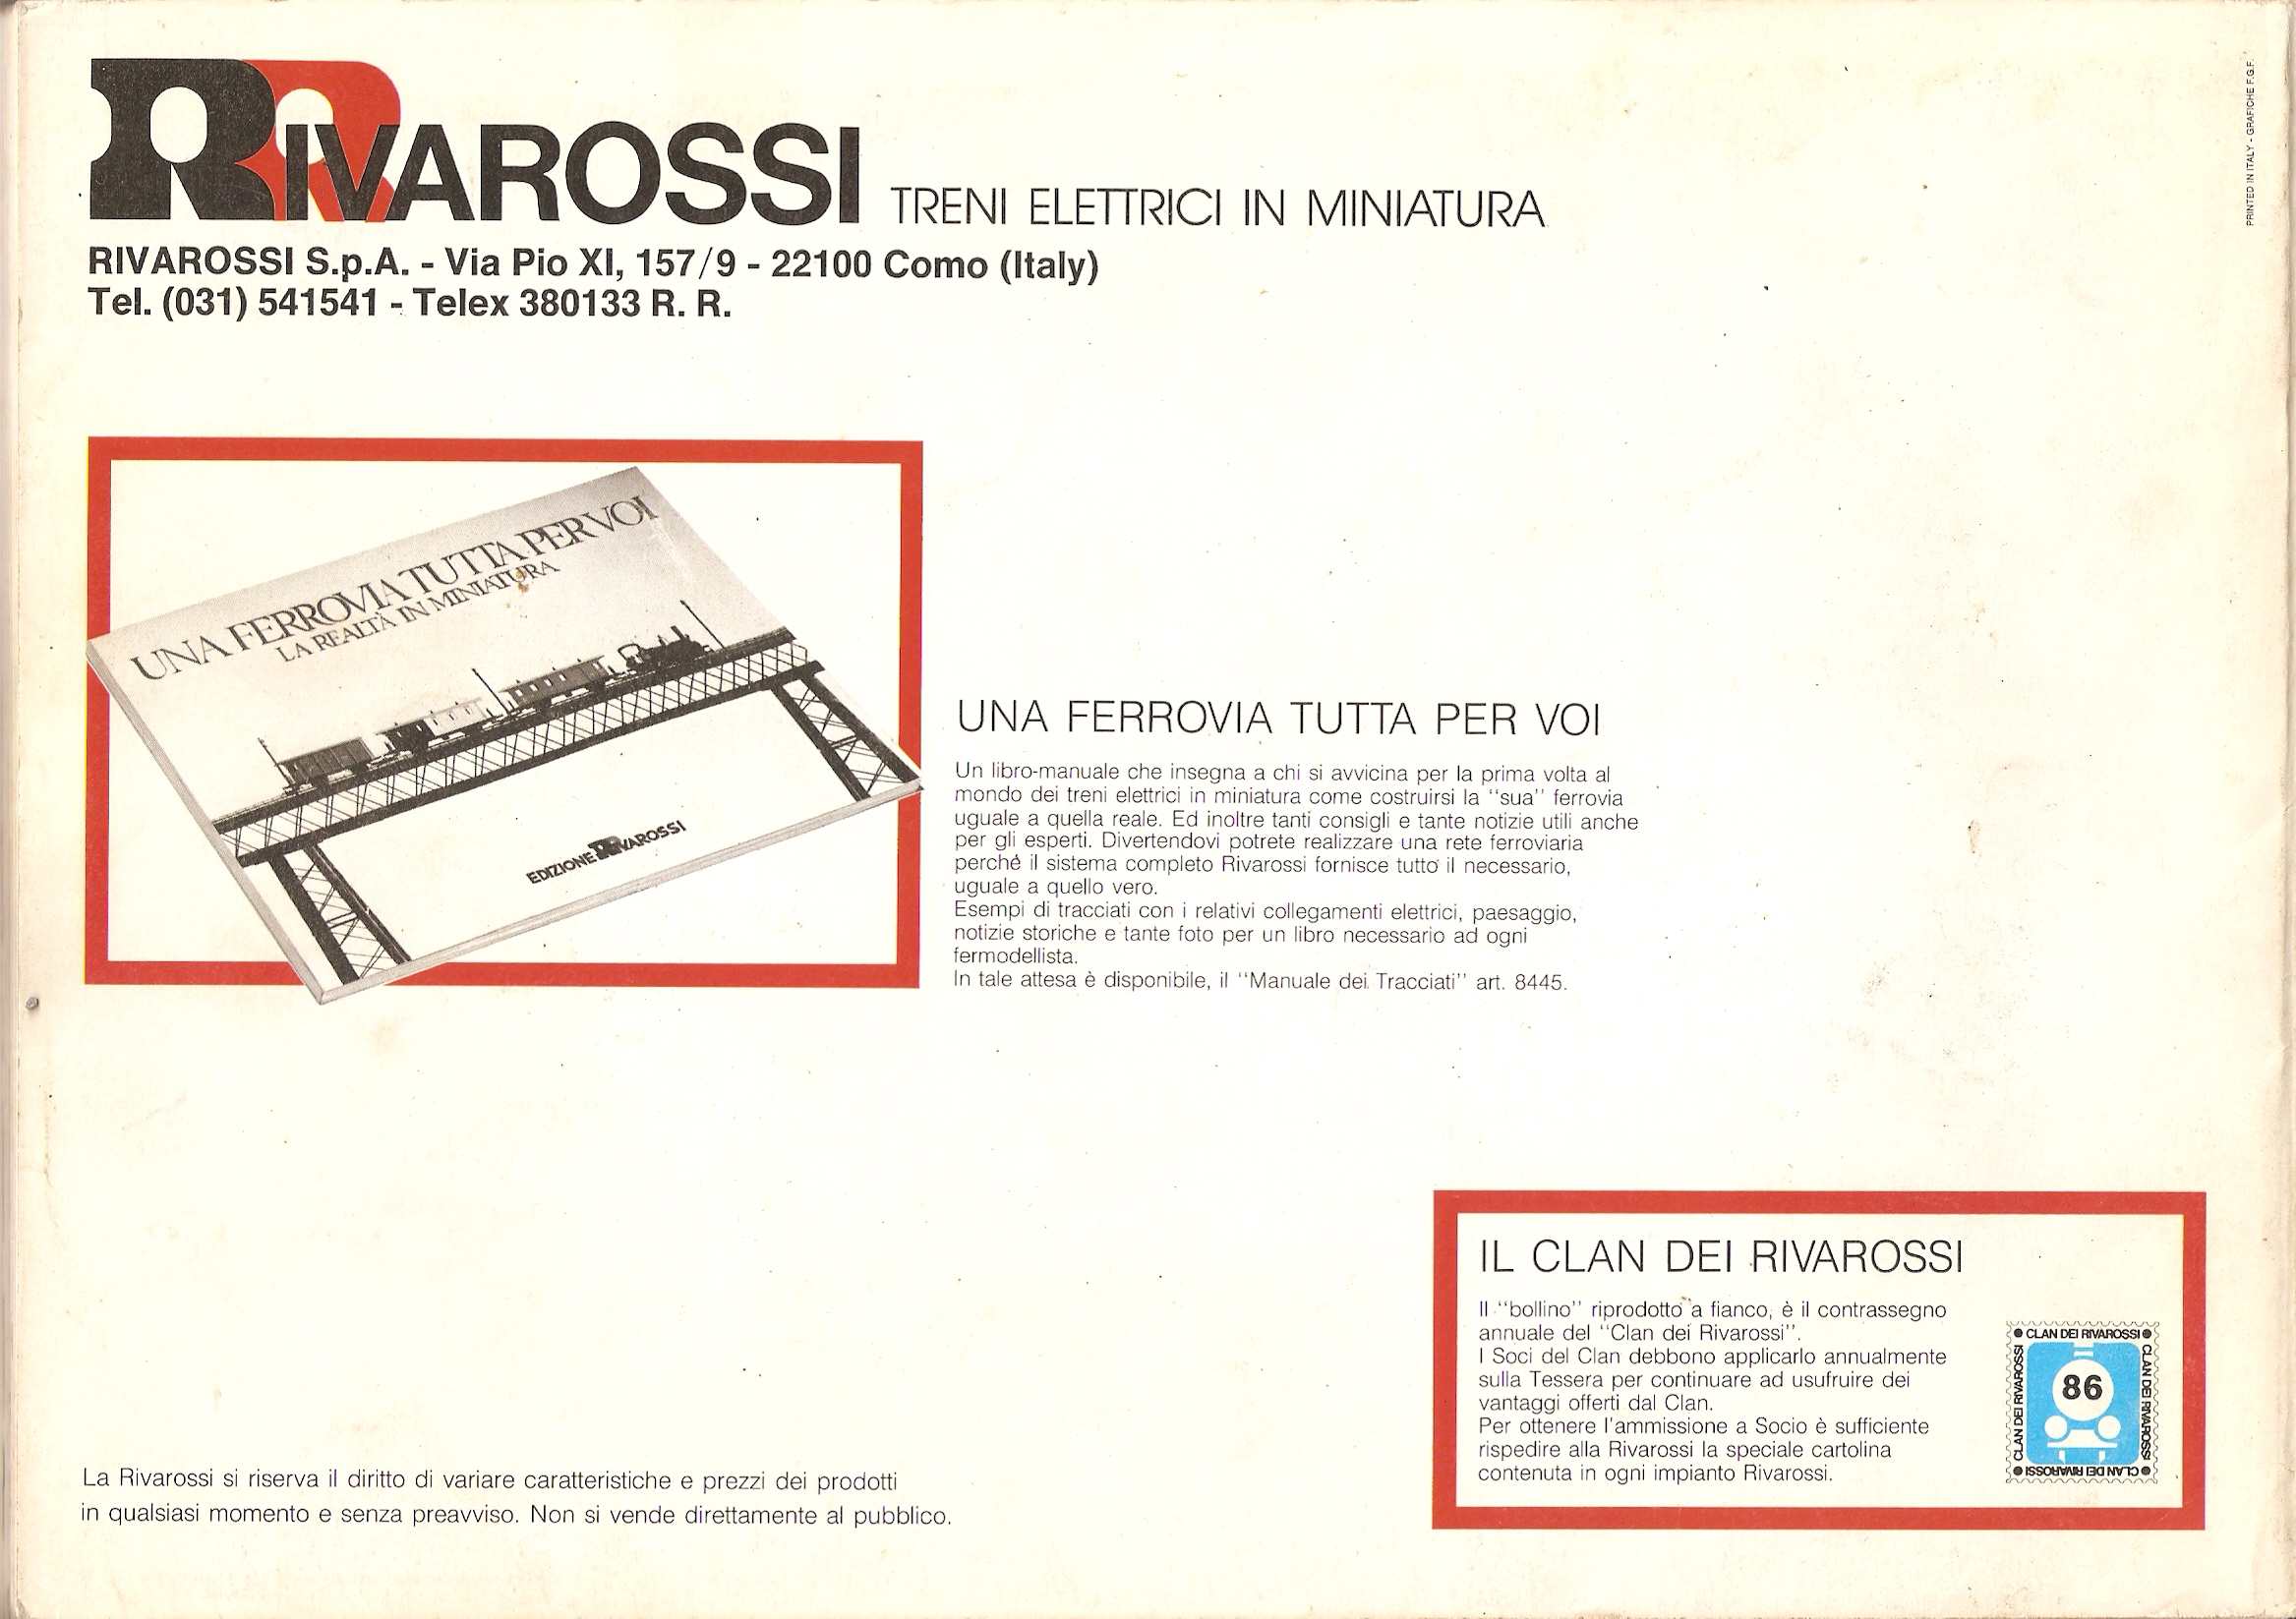 RIVAROSSI TRENI ELETTRICI IN MINIATURA
RIVAROSSI S.p.A. - Via Pio XI, 157/9 - 22100 Como (Italy)
Tel. (031) 541541 - Telex 380133 R. R.
PRINTED IN ITALY - GRAFICHE F.G.F.
UNA FERROVIA TUTTA PER VOI
LA REALTÀ IN MINIATURA
EDIZIONE RIVAROSSI
UNA FERROVIA TUTTA PER VOI
Un libro-manuale che insegna a chi si avvicina per la prima volta al
mondo dei treni elettrici in miniatura come costruirsi la "sua" ferrovia
uguale a quella reale. Ed inoltre tanti consigli e tante notizie utili anche
per gli esperti. Divertendovi potrete realizzare una rete ferroviaria
perché il sistema completo Rivarossi fornisce tutto il necessario,
uguale a quello vero.
Esempi di tracciati con i relativi collegamenti elettrici, paesaggio,
notizie storiche e tante foto per un libro necessario ad ogni
fermodellista.
In tale attesa è disponibile, il "Manuale dei Tracciati" art. 8445.
IL CLAN DEI RIVAROSSI
Il "bollino" riprodotto a fianco, è il contrassegno
annuale del "Clan dei Rivarossi".
I Soci del Clan debbono applicarlo annualmente
sulla Tessera per continuare ad usufruire dei
vantaggi offerti dal Clan.
Per ottenere l'ammissione a Socio è sufficiente
rispedire alla Rivarossi la speciale cartolina
contenuta in ogni impianto Rivarossi.
CLAN DEI RIVAROSSI
CLAN DEI RIVAROSSI
86
CLAN DEI RIVAROSSI
CLAN DEI RIVAROSSI
La Rivarossi si riserva il diritto di variare caratteristiche e prezzi dei prodotti
in qualsiasi momento e senza preavviso. Non si vende direttamente al pubblico.